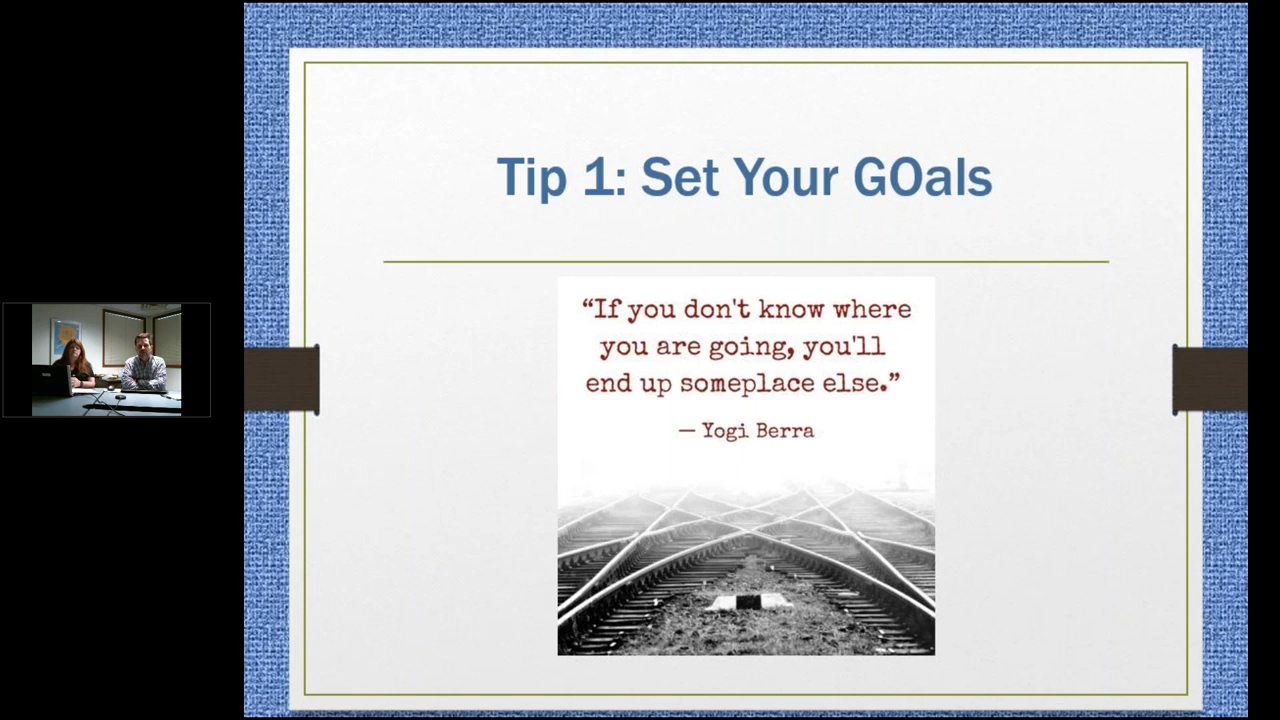 Tip 1: Set Your GOals
“If you don't know where
you are going, you'll
end up someplace else.”
— Yogi Berra